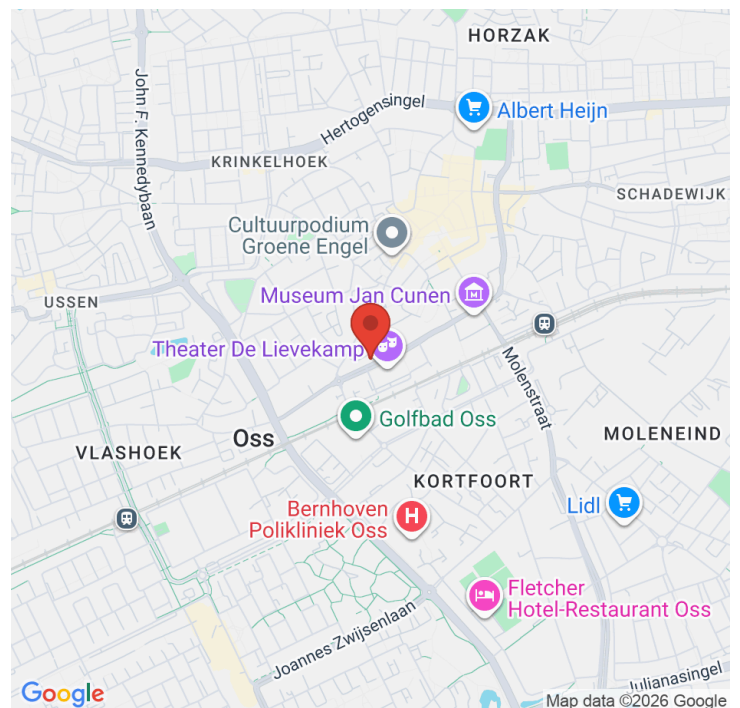 HORZAK
John F. Kennedybaan
Hertogensingel
Albert Heijn
KRINKELHOEK
SCHADEWIJK
Cultuurpodium
Groene Engel
USSEN
Museum Jan Cunen
M
Theater De Lievekamp
Molenstraat
Golfbad Oss
Oss
VLASHOEK
MOLENEIND
KORTFOORT
Bernhoven
Polikliniek Oss
H
Lidl
Fletcher
Hotel-Restaurant Oss
Joannes Zwijsenlaan
Julianasingel
Google
Map data ©2026 Google